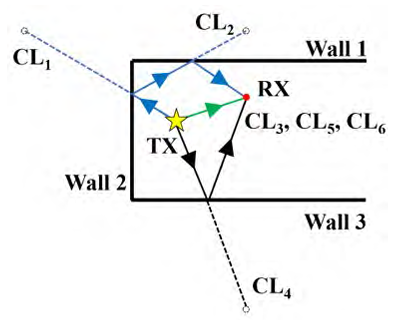 CL2
Wall 1
CL1
RX
CL3, CL5, CL6
TX
Wall 2
Wall 3
CL4